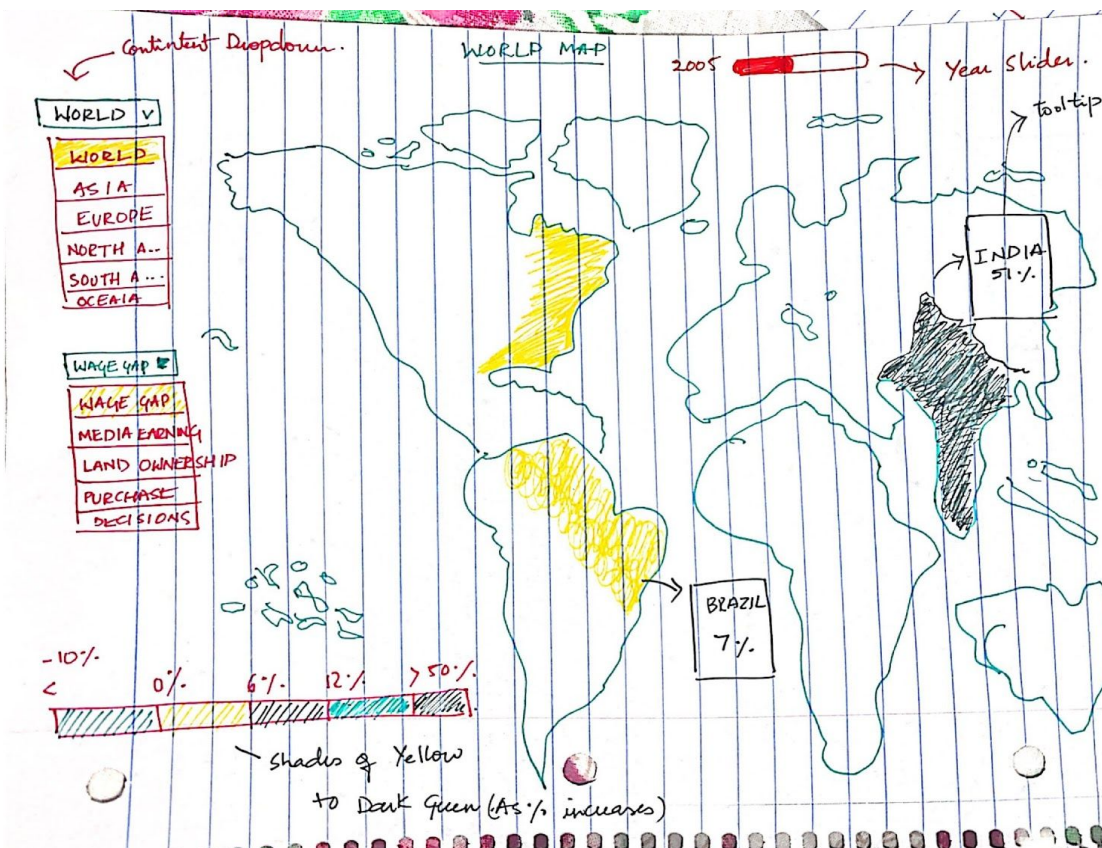 Continent Dropdown.
WORLD MAP
2005
Year Slider.
tooltip
WORLD
WORLD
ASIA
EUROPE
NORTH A..
SOUTH A...
OCEAIA
INDIA
51%
WAGE GAP
WAGE GAP
MEDIA EARNING
LAND OWNERSHIP
PURCHASE
DECISIONS
BRAZIL
7%
-10%
< 0% 6% 12% >50%
Shades of Yellow
to Dark Green (As % increases)